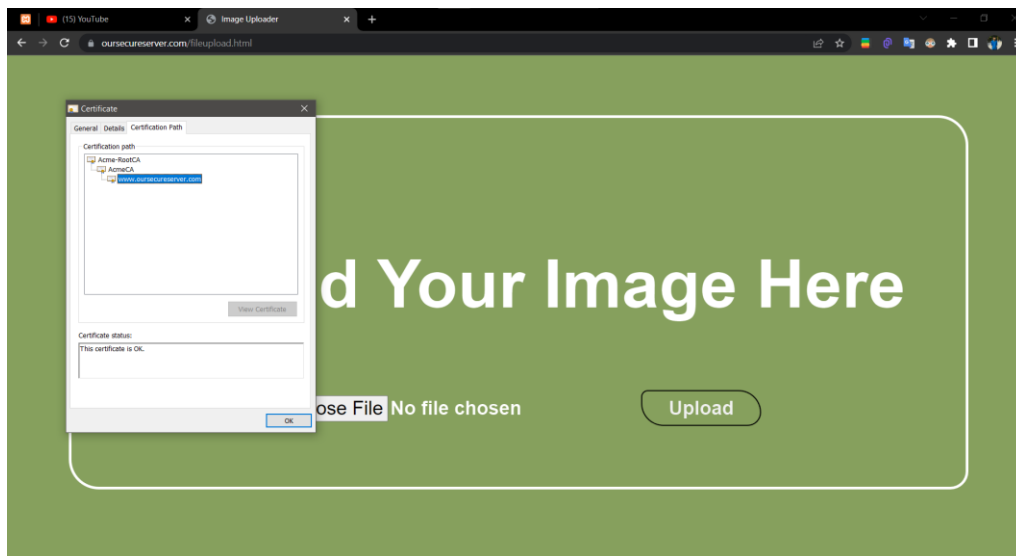 (15) YouTube
Image Uploader
oursecureserver.com/fileupload.html
Certificate
General Details Certification Path
Certification path
Acme-RootCA
AcmeCA
www.oursecureserver.com
View Certificate
Certificate status:
This certificate is OK.
OK
d Your Image Here
ose File No file chosen
Upload